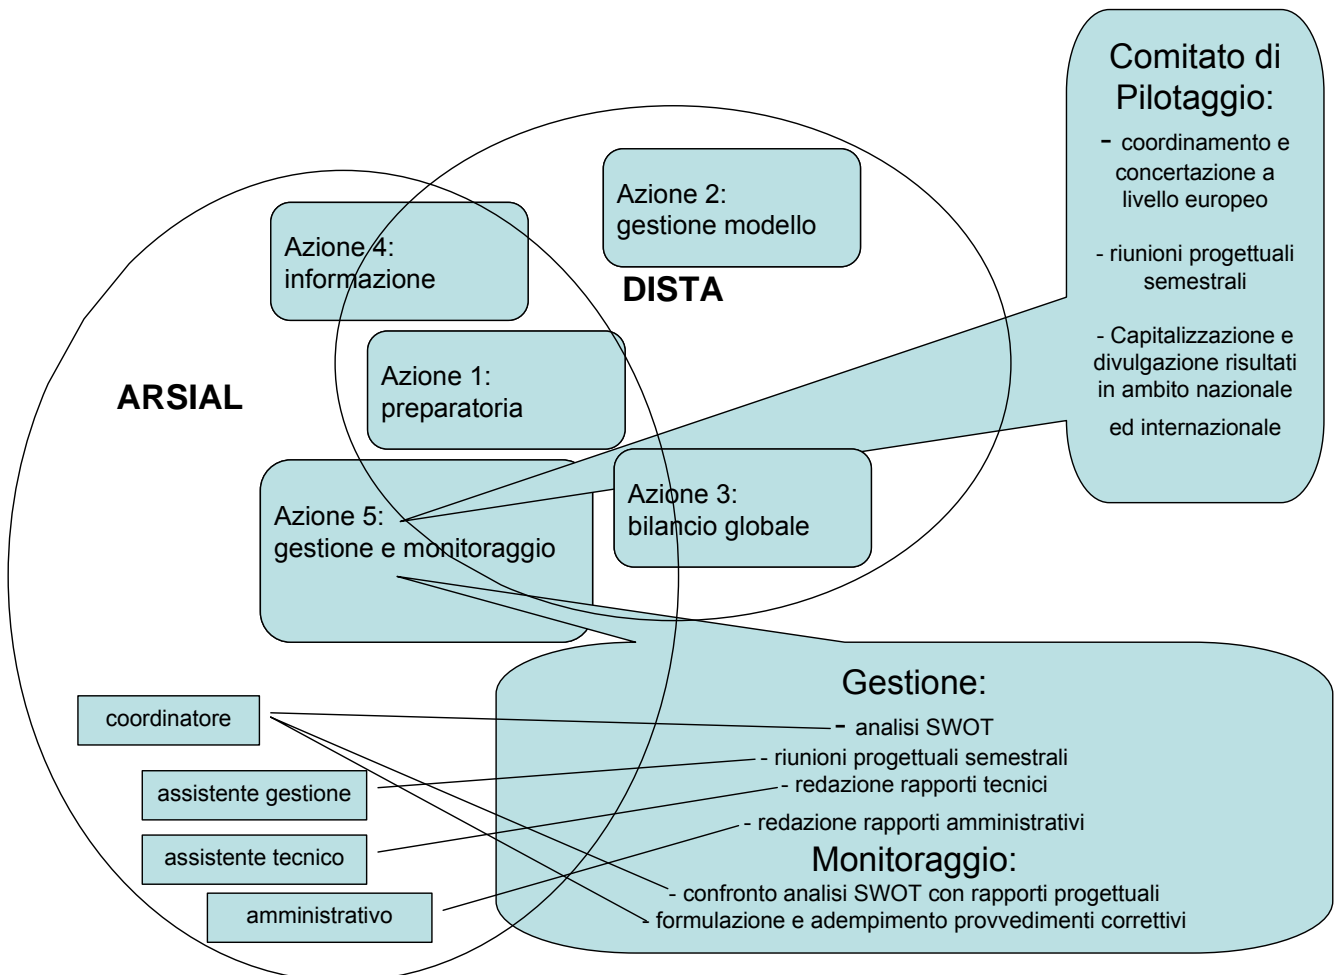 Comitato di
Pilotaggio:
- coordinamento e
concertazione a
livello europeo
- riunioni progettuali
semestrali
- Capitalizzazione e
divulgazione risultati
in ambito nazionale
ed internazionale
Azione 2:
gestione modello
Azione 4:
informazione
DISTA
Azione 1:
preparatoria
ARSIAL
Azione 3:
bilancio globale
Azione 5:
gestione e monitoraggio
Gestione:
- analisi SWOT
- riunioni progettuali semestrali
- redazione rapporti tecnici
- redazione rapporti amministrativi
Monitoraggio:
- confronto analisi SWOT con rapporti progettuali
- formulazione e adempimento provvedimenti correttivi
coordinatore
assistente gestione
assistente tecnico
amministrativo